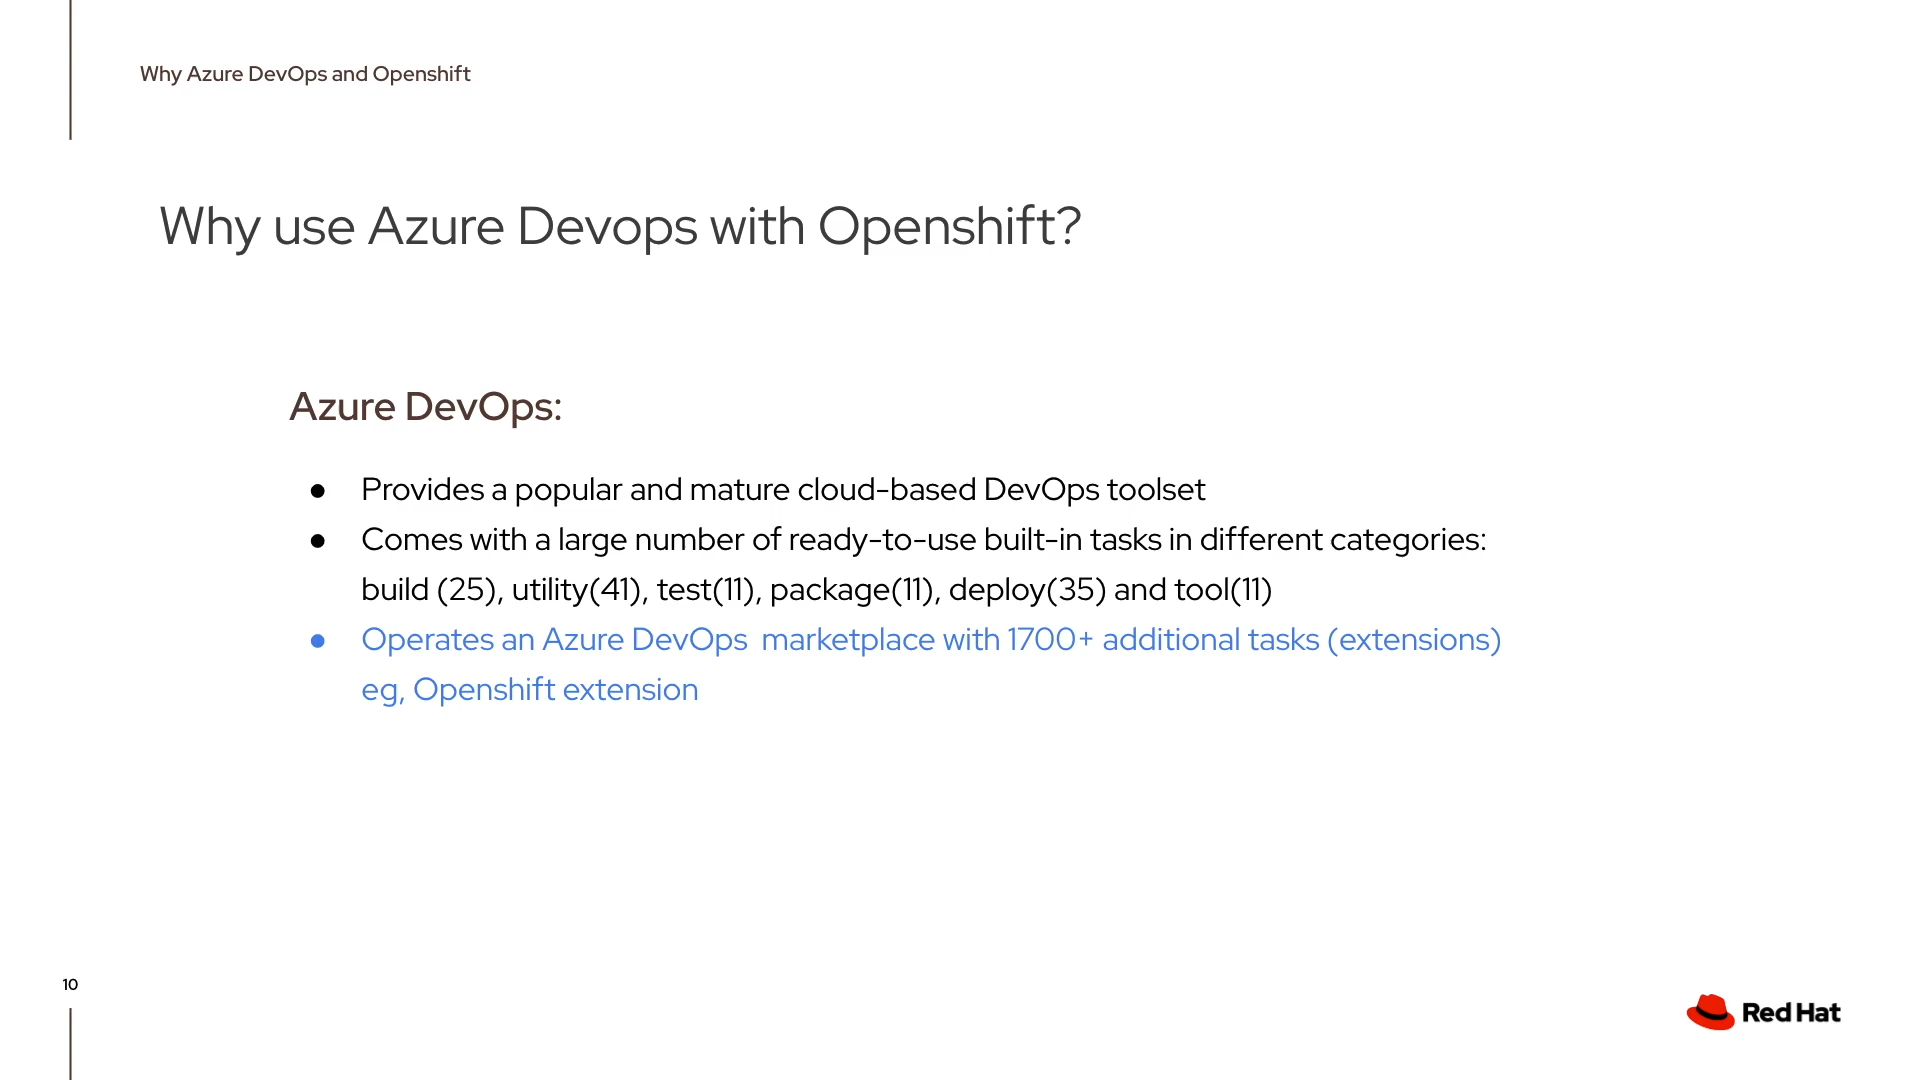 Why Azure DevOps and Openshift
Why use Azure Devops with Openshift?
Azure DevOps:
● Provides a popular and mature cloud-based DevOps toolset
● Comes with a large number of ready-to-use built-in tasks in different categories:
build (25), utility(41), test(11), package(11), deploy(35) and tool(11)
● Operates an Azure DevOps  marketplace with 1700+ additional tasks (extensions)
eg, Openshift extension
10
Red Hat